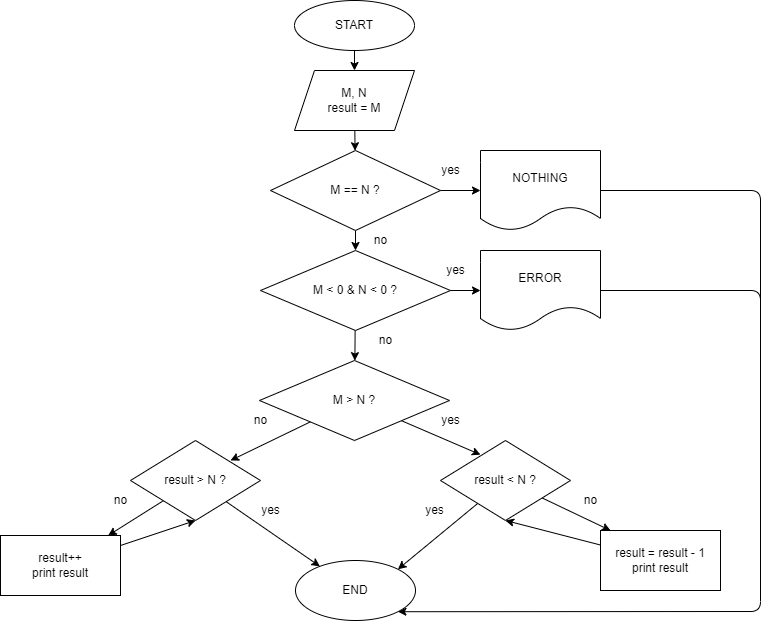 START
M, N
result = M
M == N ?
yes
NOTHING
no
M < 0 & N < 0 ?
yes
ERROR
no
M > N ?
no
yes
result > N ?
result < N ?
no
yes
yes
no
result++
print result
END
result = result - 1
print result